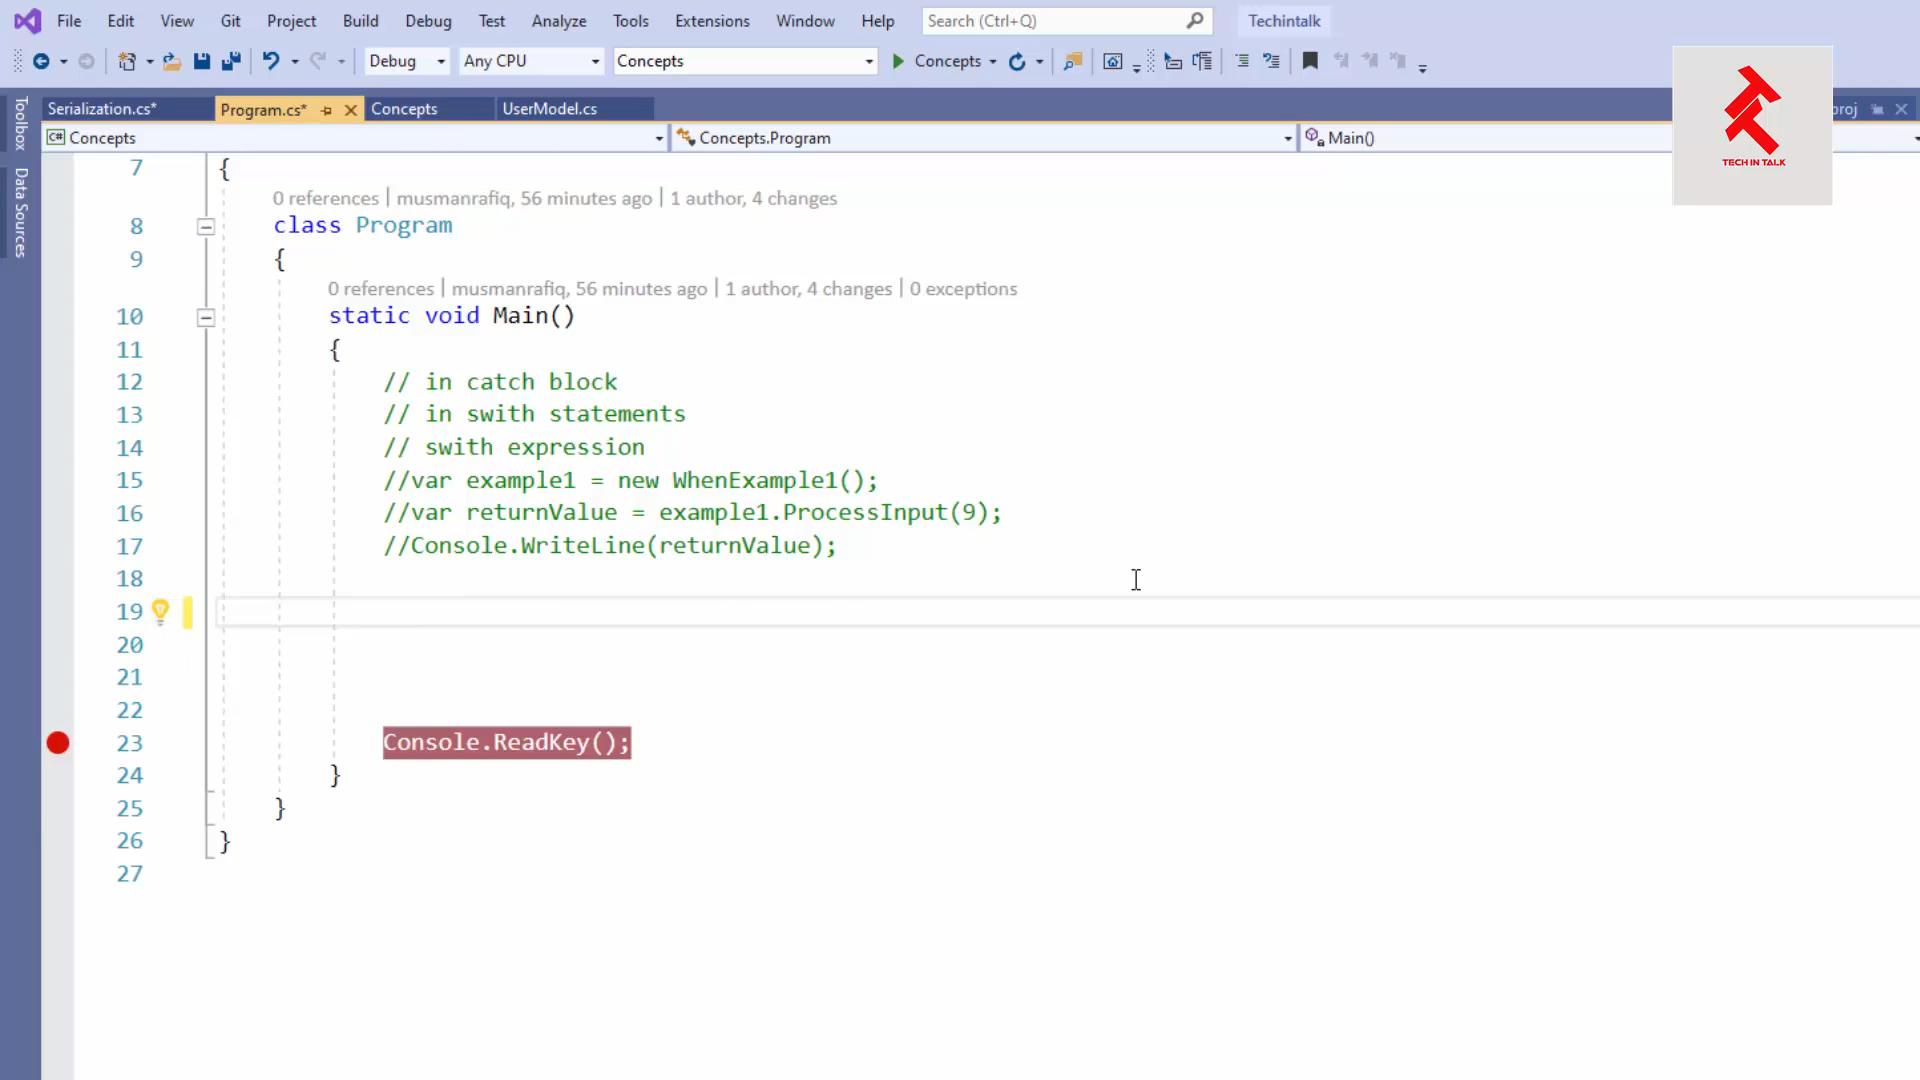 File Edit View Git Project Build Debug Test Analyze Tools Extensions Window Help Search (Ctrl+Q) Techintalk
Debug Any CPU Concepts Concepts
Toolbox
Data Sources
Serialization.cs* Program.cs* Concepts UserModel.cs roj
C# Concepts Concepts.Program Main()
TECH IN TALK
7 {
0 references | musmanrafiq, 56 minutes ago | 1 author, 4 changes
8 class Program
9 {
0 references | musmanrafiq, 56 minutes ago | 1 author, 4 changes | 0 exceptions
10 static void Main()
11 {
12 // in catch block
13 // in swith statements
14 // swith expression
15 //var example1 = new WhenExample1();
16 //var returnValue = example1.ProcessInput(9);
17 //Console.WriteLine(returnValue);
18
19
20
21
22
23 Console.ReadKey();
24 }
25 }
26 }
27